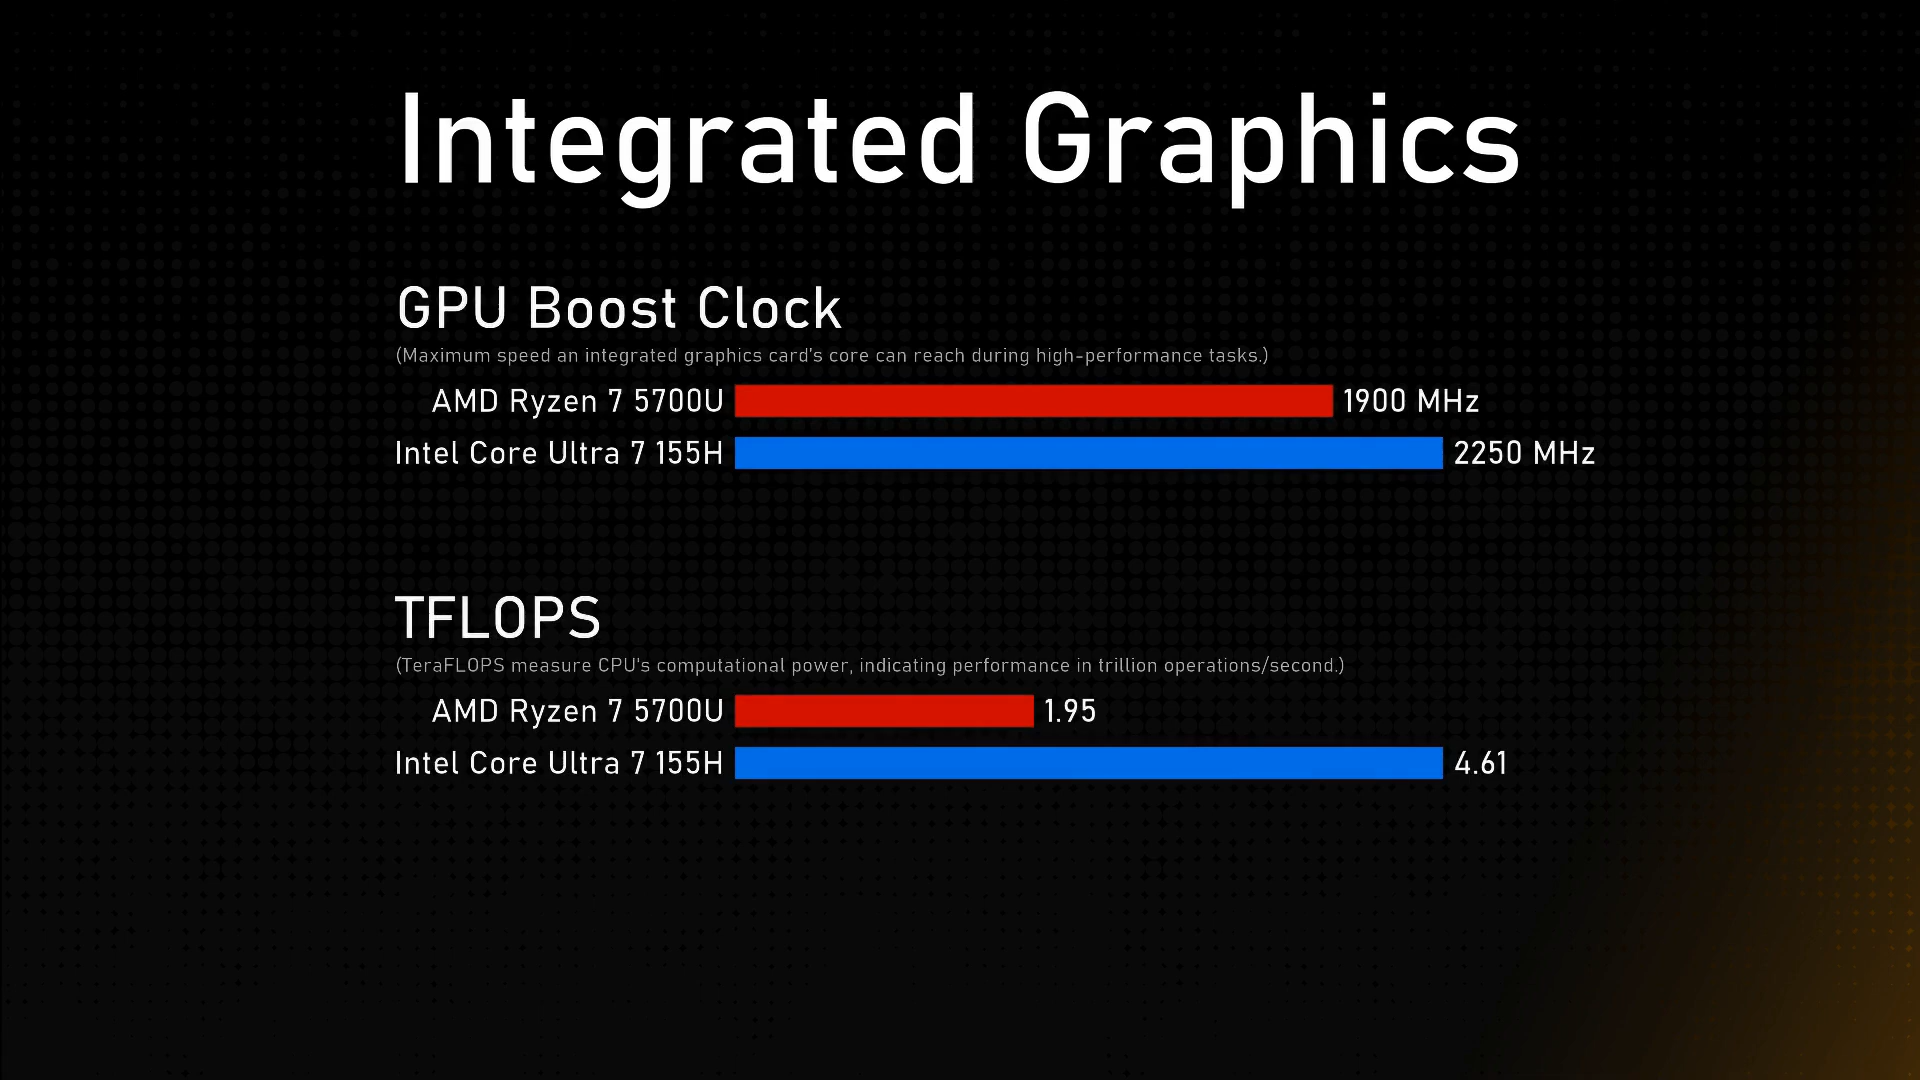 Integrated Graphics
GPU Boost Clock
(Maximum speed an integrated graphics card's core can reach during high-performance tasks.)
AMD Ryzen 7 5700U 1900 MHz
Intel Core Ultra 7 155H 2250 MHz
TFLOPS
(TeraFLOPS measure CPU's computational power, indicating performance in trillion operations/second.)
AMD Ryzen 7 5700U 1.95
Intel Core Ultra 7 155H 4.61